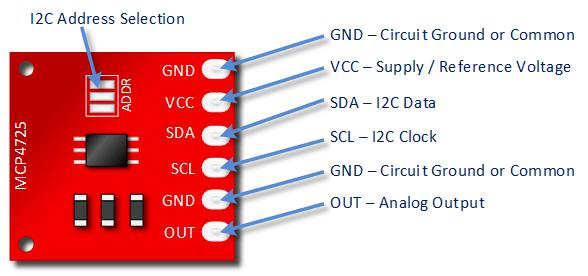 I2C Address Selection
GND – Circuit Ground or Common
VCC – Supply / Reference Voltage
SDA – I2C Data
SCL – I2C Clock
GND – Circuit Ground or Common
OUT – Analog Output
GND
VCC
SDA
SCL
GND
OUT
ADDR
MCP4725